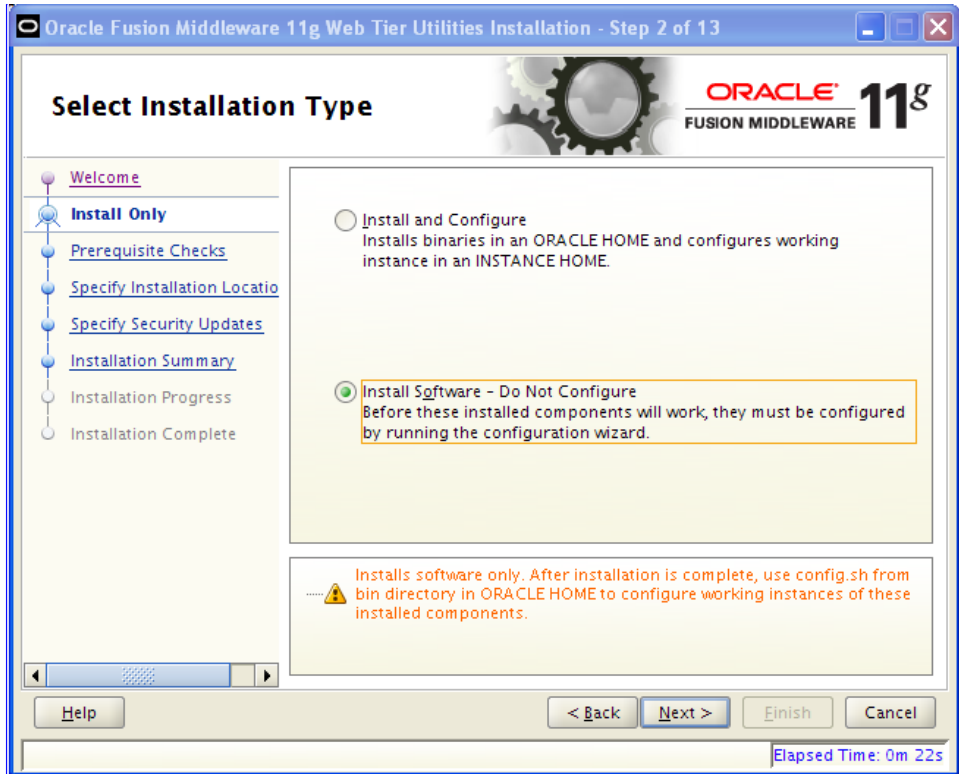 Oracle Fusion Middleware 11g Web Tier Utilities Installation - Step 2 of 13
Select Installation Type
ORACLE
FUSION MIDDLEWARE
11g
Welcome
Install Only
Prerequisite Checks
Specify Installation Locatio
Specify Security Updates
Installation Summary
Installation Progress
Installation Complete
Install and Configure
Installs binaries in an ORACLE HOME and configures working
instance in an INSTANCE HOME.
Install Software - Do Not Configure
Before these installed components will work, they must be configured
by running the configuration wizard.
Installs software only. After installation is complete, use config.sh from
bin directory in ORACLE HOME to configure working instances of these
installed components.
Help
< Back
Next >
Finish
Cancel
Elapsed Time: 0m 22s